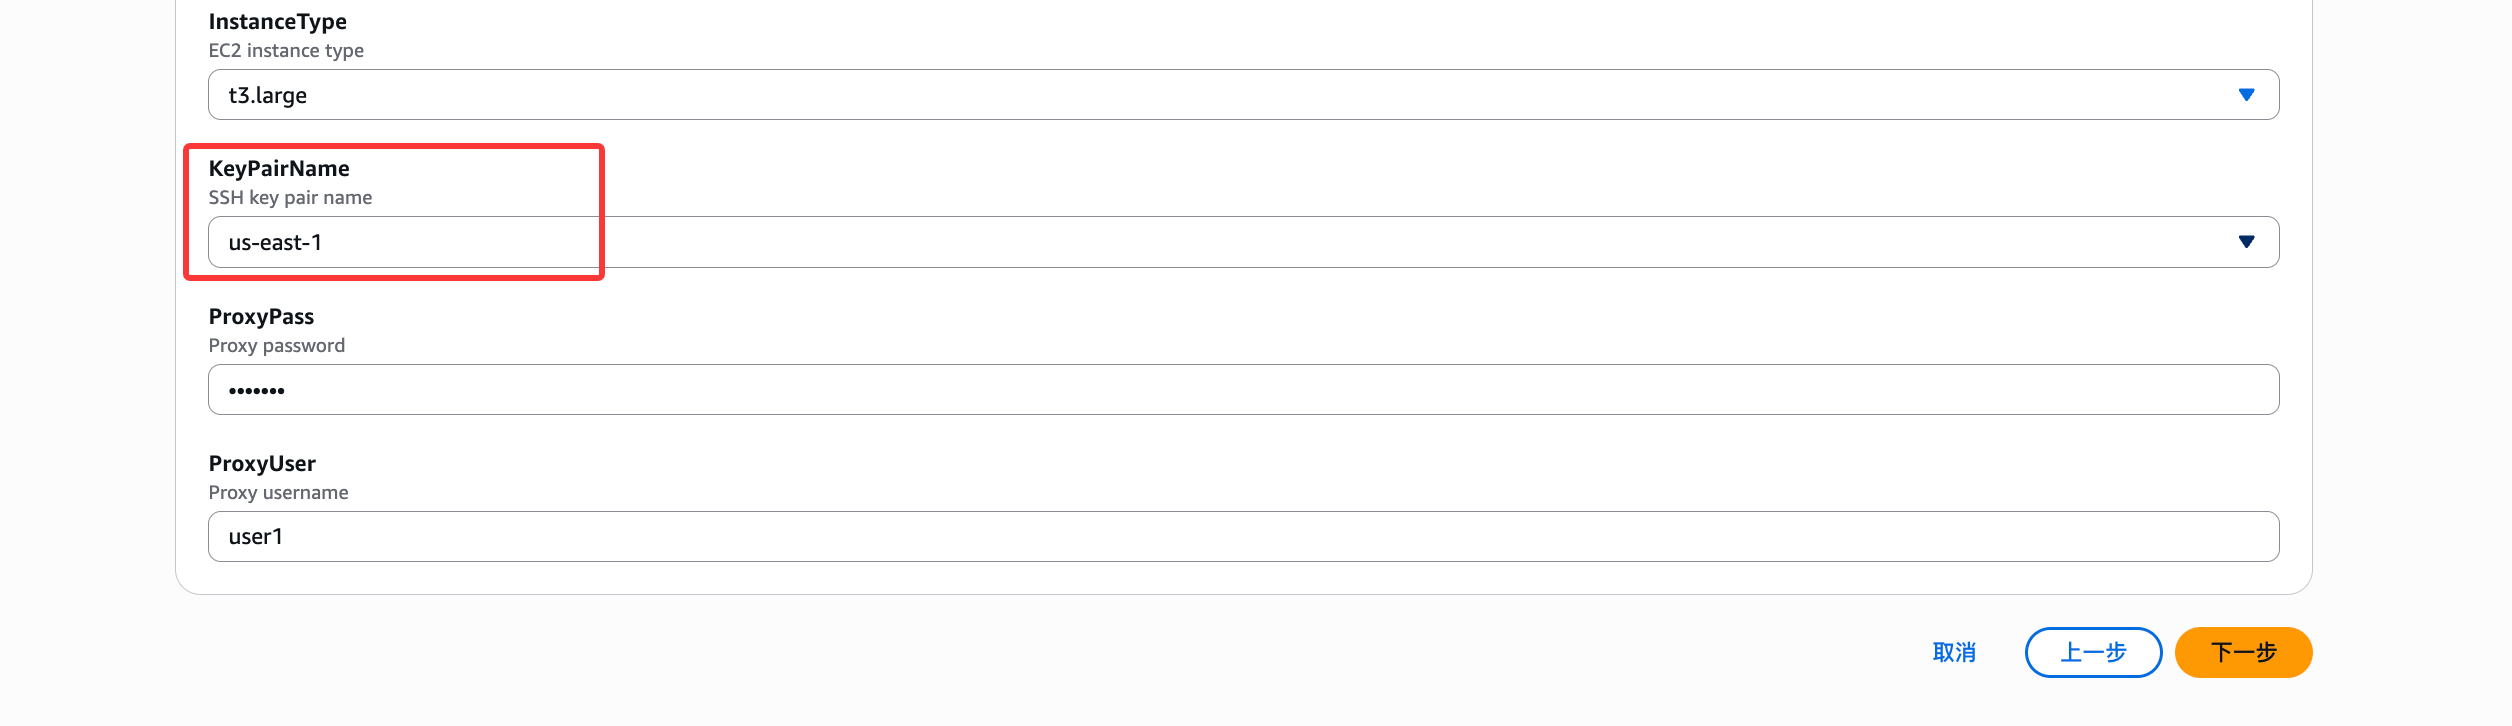 InstanceType
EC2 instance type
t3.large
KeyPairName
SSH key pair name
us-east-1
ProxyPass
Proxy password
•••••••
ProxyUser
Proxy username
user1
取消 上一步 下一步